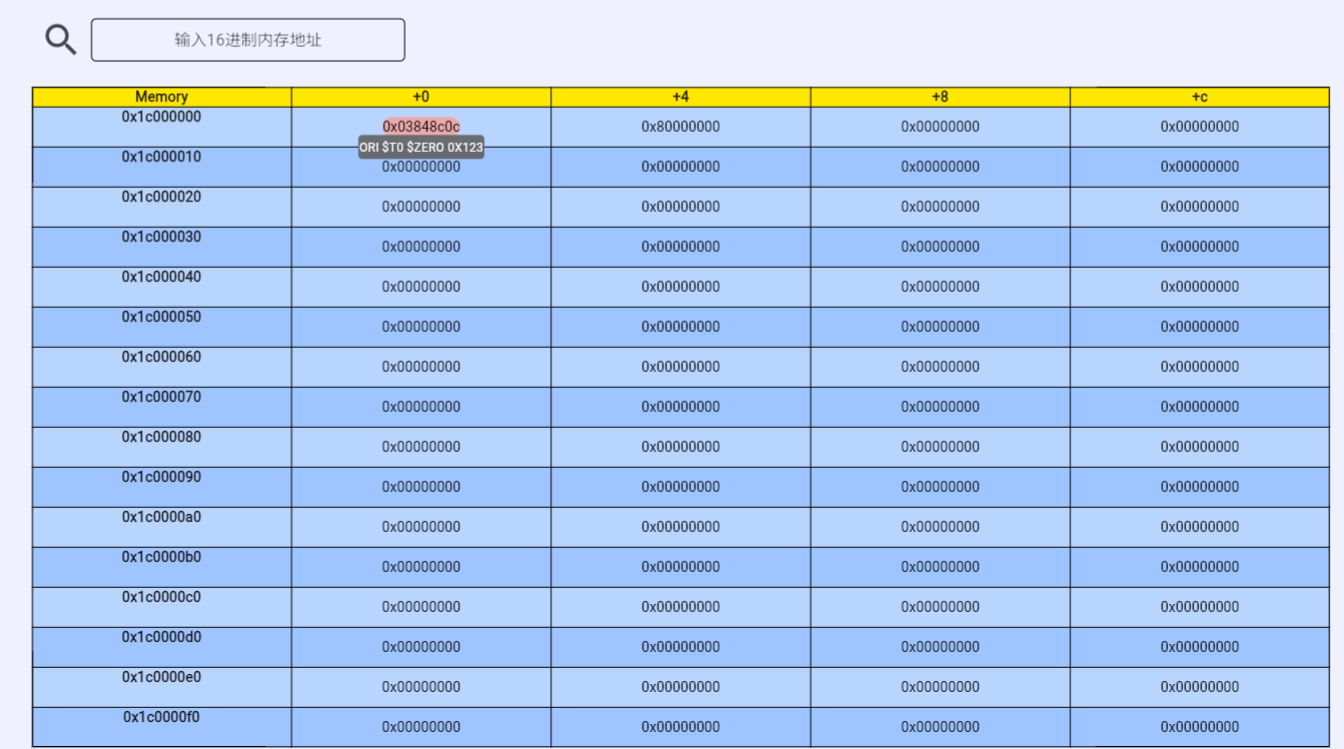 输入16进制内存地址
Memory +0 +4 +8 +c
0x1c000000 0x03848c0c 0x80000000 0x00000000 0x00000000
ORI $T0 $ZERO 0X123
0x1c000010 0x00000000 0x00000000 0x00000000 0x00000000
0x1c000020 0x00000000 0x00000000 0x00000000 0x00000000
0x1c000030 0x00000000 0x00000000 0x00000000 0x00000000
0x1c000040 0x00000000 0x00000000 0x00000000 0x00000000
0x1c000050 0x00000000 0x00000000 0x00000000 0x00000000
0x1c000060 0x00000000 0x00000000 0x00000000 0x00000000
0x1c000070 0x00000000 0x00000000 0x00000000 0x00000000
0x1c000080 0x00000000 0x00000000 0x00000000 0x00000000
0x1c000090 0x00000000 0x00000000 0x00000000 0x00000000
0x1c0000a0 0x00000000 0x00000000 0x00000000 0x00000000
0x1c0000b0 0x00000000 0x00000000 0x00000000 0x00000000
0x1c0000c0 0x00000000 0x00000000 0x00000000 0x00000000
0x1c0000d0 0x00000000 0x00000000 0x00000000 0x00000000
0x1c0000e0 0x00000000 0x00000000 0x00000000 0x00000000
0x1c0000f0 0x00000000 0x00000000 0x00000000 0x00000000